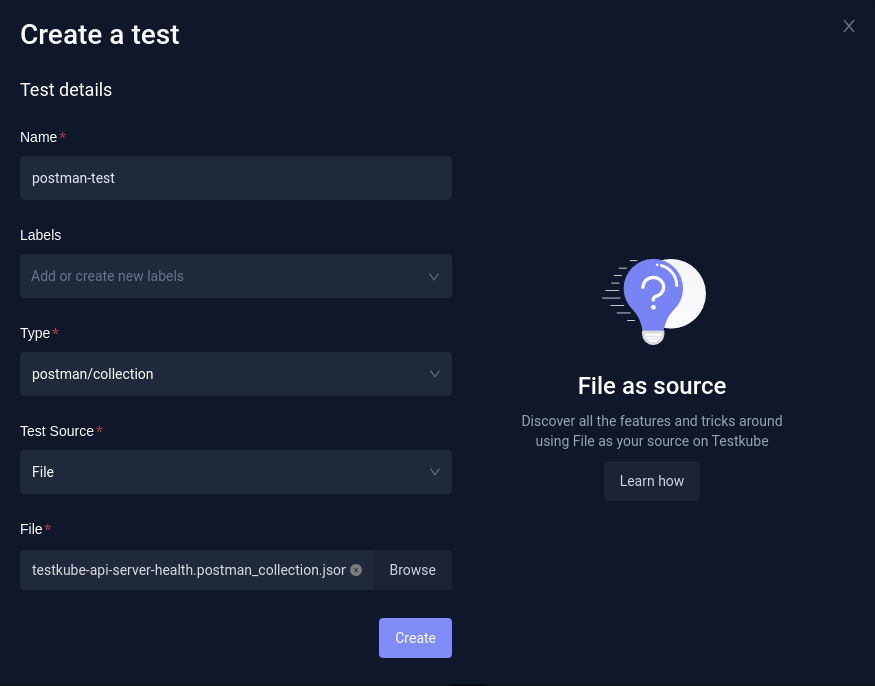 Create a test
Test details
Name*
postman-test
Labels
Add or create new labels
Type*
postman/collection
Test Source*
File
File*
testkube-api-server-health.postman_collection.jsor
Browse
Create
?
File as source
Discover all the features and tricks around
using File as your source on Testkube
Learn how